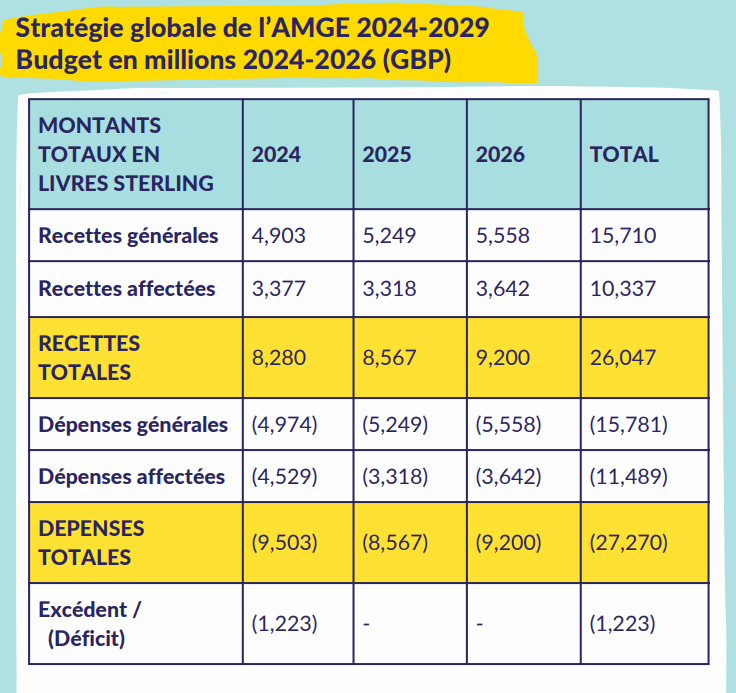 Stratégie globale de l’AMGE 2024-2029
Budget en millions 2024-2026 (GBP)
MONTANTS
TOTAUX EN
LIVRES STERLING
2024
2025
2026
TOTAL
Recettes générales 4,903 5,249 5,558 15,710
Recettes affectées 3,377 3,318 3,642 10,337
RECETTES
TOTALES
8,280 8,567 9,200 26,047
Dépenses générales (4,974) (5,249) (5,558) (15,781)
Dépenses affectées (4,529) (3,318) (3,642) (11,489)
DEPENSES
TOTALES
(9,503) (8,567) (9,200) (27,270)
Excédent /
(Déficit)
(1,223) - - (1,223)